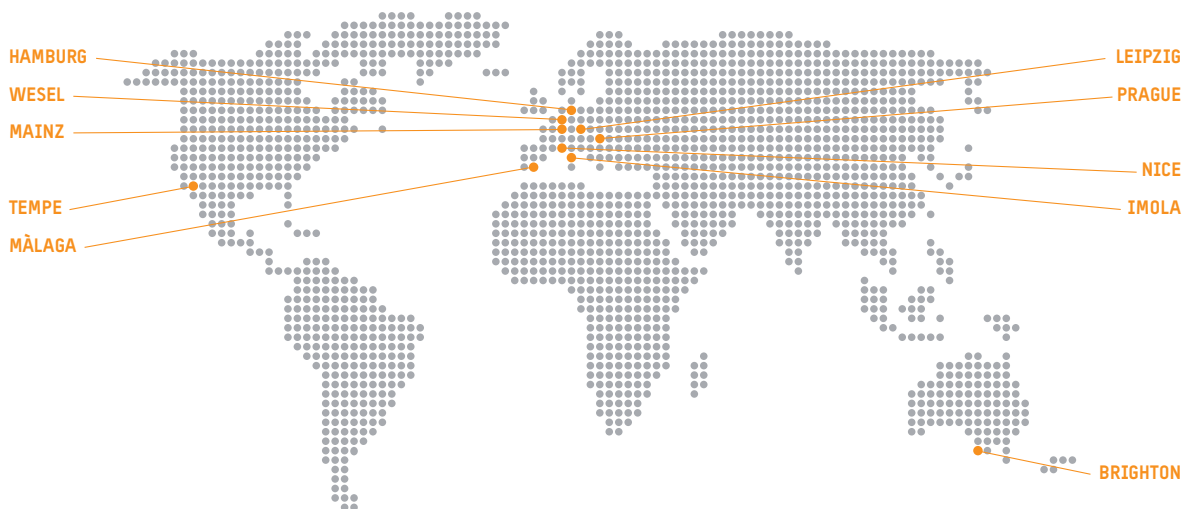 HAMBURG
WESEL
MAINZ
TEMPE
MÀLAGA
LEIPZIG
PRAGUE
NICE
IMOLA
BRIGHTON